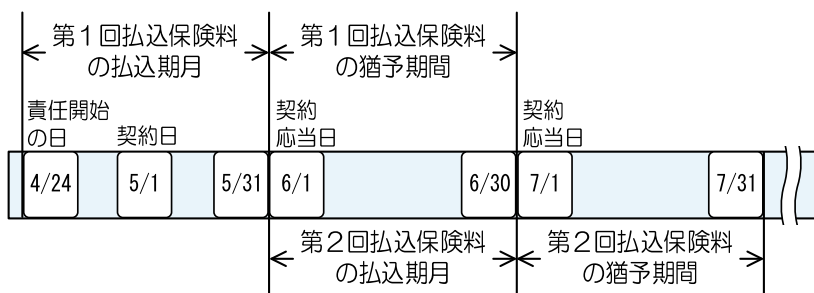 第1回払込保険料
の払込期月
第1回払込保険料
の猶予期間
責任開始
の日
契約日
契約
応当日
契約
応当日
4/24
5/1
5/31
6/1
6/30
7/1
7/31
第2回払込保険料
の払込期月
第2回払込保険料
の猶予期間